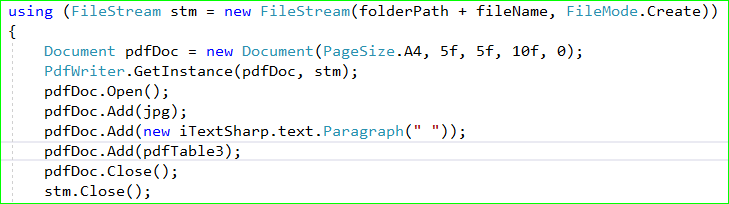 using (FileStream stm = new FileStream(folderPath + fileName, FileMode.Create))
{
Document pdfDoc = new Document(PageSize.A4, 5f, 5f, 10f, 0);
PdfWriter.GetInstance(pdfDoc, stm);
pdfDoc.Open();
pdfDoc.Add(jpg);
pdfDoc.Add(new iTextSharp.text.Paragraph(" "));
pdfDoc.Add(pdfTable3);
pdfDoc.Close();
stm.Close();